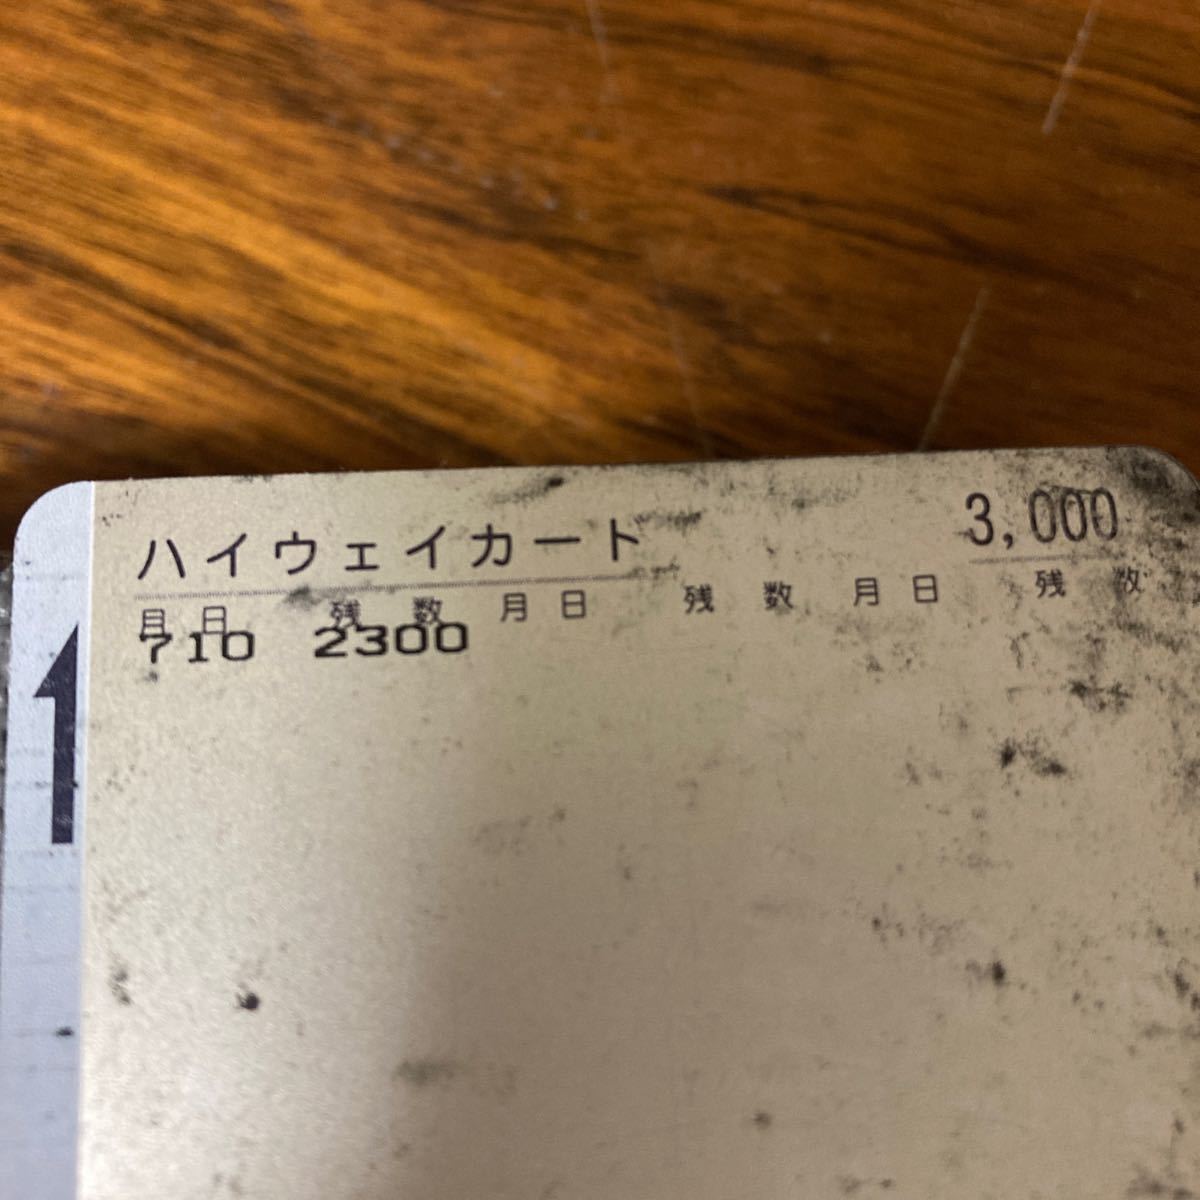 ハイウェイカード 3,000
月 日 残 数 月 日 残 数 月 日 残 数
710 2300